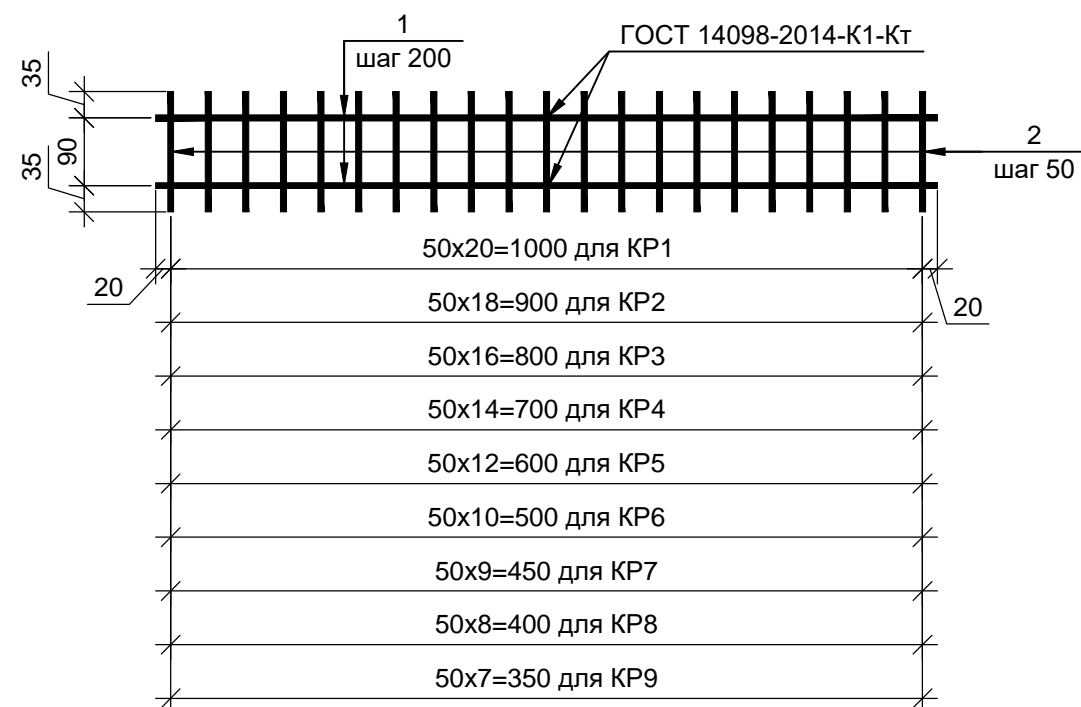 1
шаг 200
ГОСТ 14098-2014-К1-Кт
35
90
35
2
шаг 50
50х20=1000 для КР1
20
20
50х18=900 для КР2
50х16=800 для КР3
50х14=700 для КР4
50х12=600 для КР5
50х10=500 для КР6
50х9=450 для КР7
50х8=400 для КР8
50х7=350 для КР9